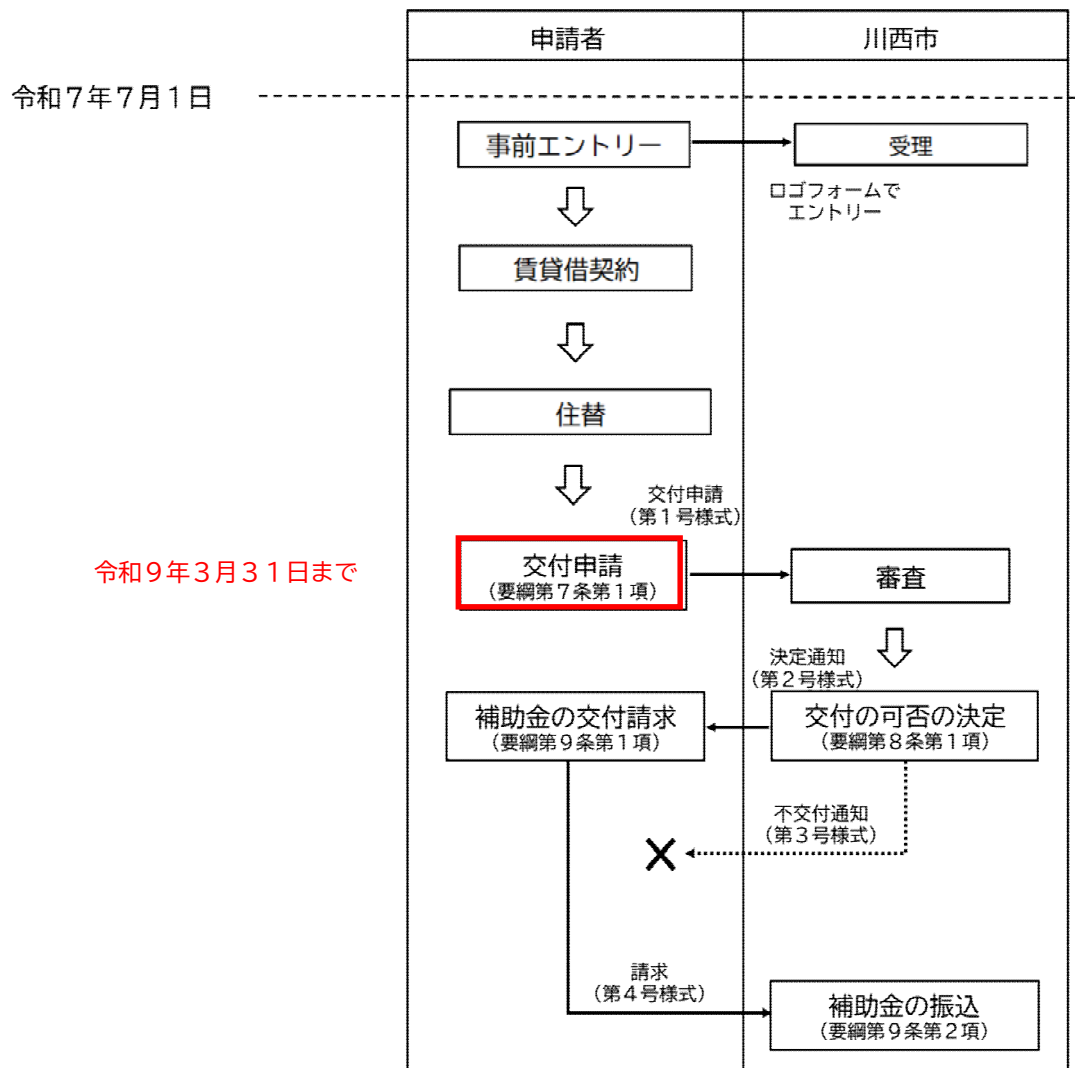 申請者
川西市
令和7年7月1日
事前エントリー
受理
ロゴフォームで
エントリー
賃貸借契約
住替
交付申請
(第1号様式)
令和9年3月31日まで
交付申請
(要綱第7条第1項)
審査
決定通知
(第2号様式)
補助金の交付請求
(要綱第9条第1項)
交付の可否の決定
(要綱第8条第1項)
不交付通知
(第3号様式)
請求
(第4号様式)
補助金の振込
(要綱第9条第2項)